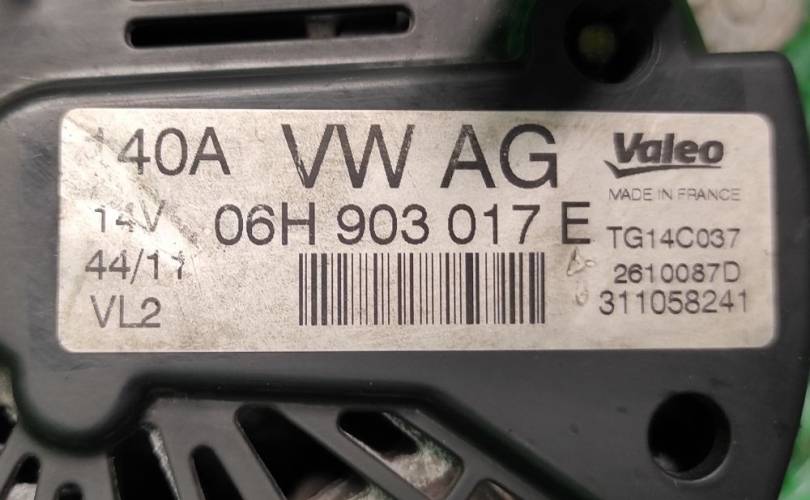 140A VW AG Valeo
MADE IN FRANCE
14V 06H 903 017 E TG14C037
44/11 2610087D
VL2 311058241